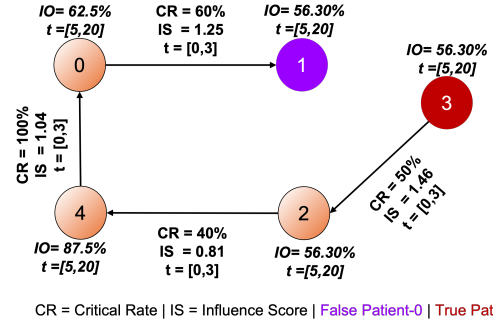 IO= 62.5%
t =[5,20]
0
CR = 60%
IS = 1.25
t = [0,3]
IO= 56.30%
t =[5,20]
1
IO= 56.30%
t =[5,20]
3
CR = 100%
IS = 1.04
t = [0,3]
CR = 50%
IS = 1.46
t = [0,3]
4
IO= 87.5%
t =[5,20]
CR = 40%
IS = 0.81
t = [0,3]
2
IO= 56.30%
t =[5,20]
CR = Critical Rate | IS = Influence Score | False Patient-0 | True Pat